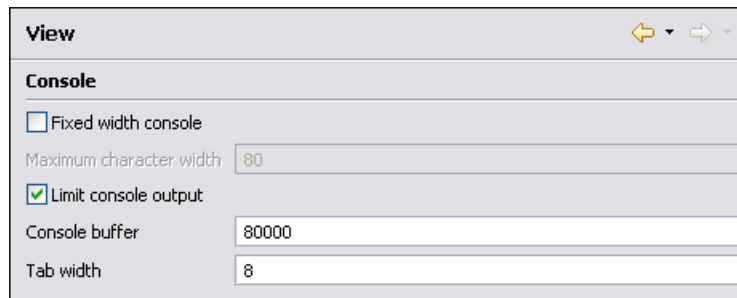 View
Console
Fixed width console
Maximum character width 80
Limit console output
Console buffer 80000
Tab width 8